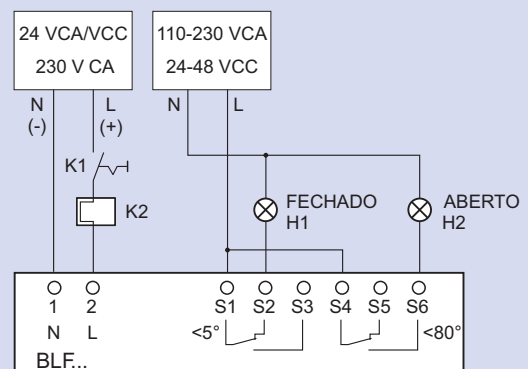 24 VCA/VCC
230 V CA
110-230 VCA
24-48 VCC
N L
(-) (+)
N L
K1
K2
FECHADO
H1
ABERTO
H2
1 2 S1 S2 S3 S4 S5 S6
N L <5° <80°
BLF...